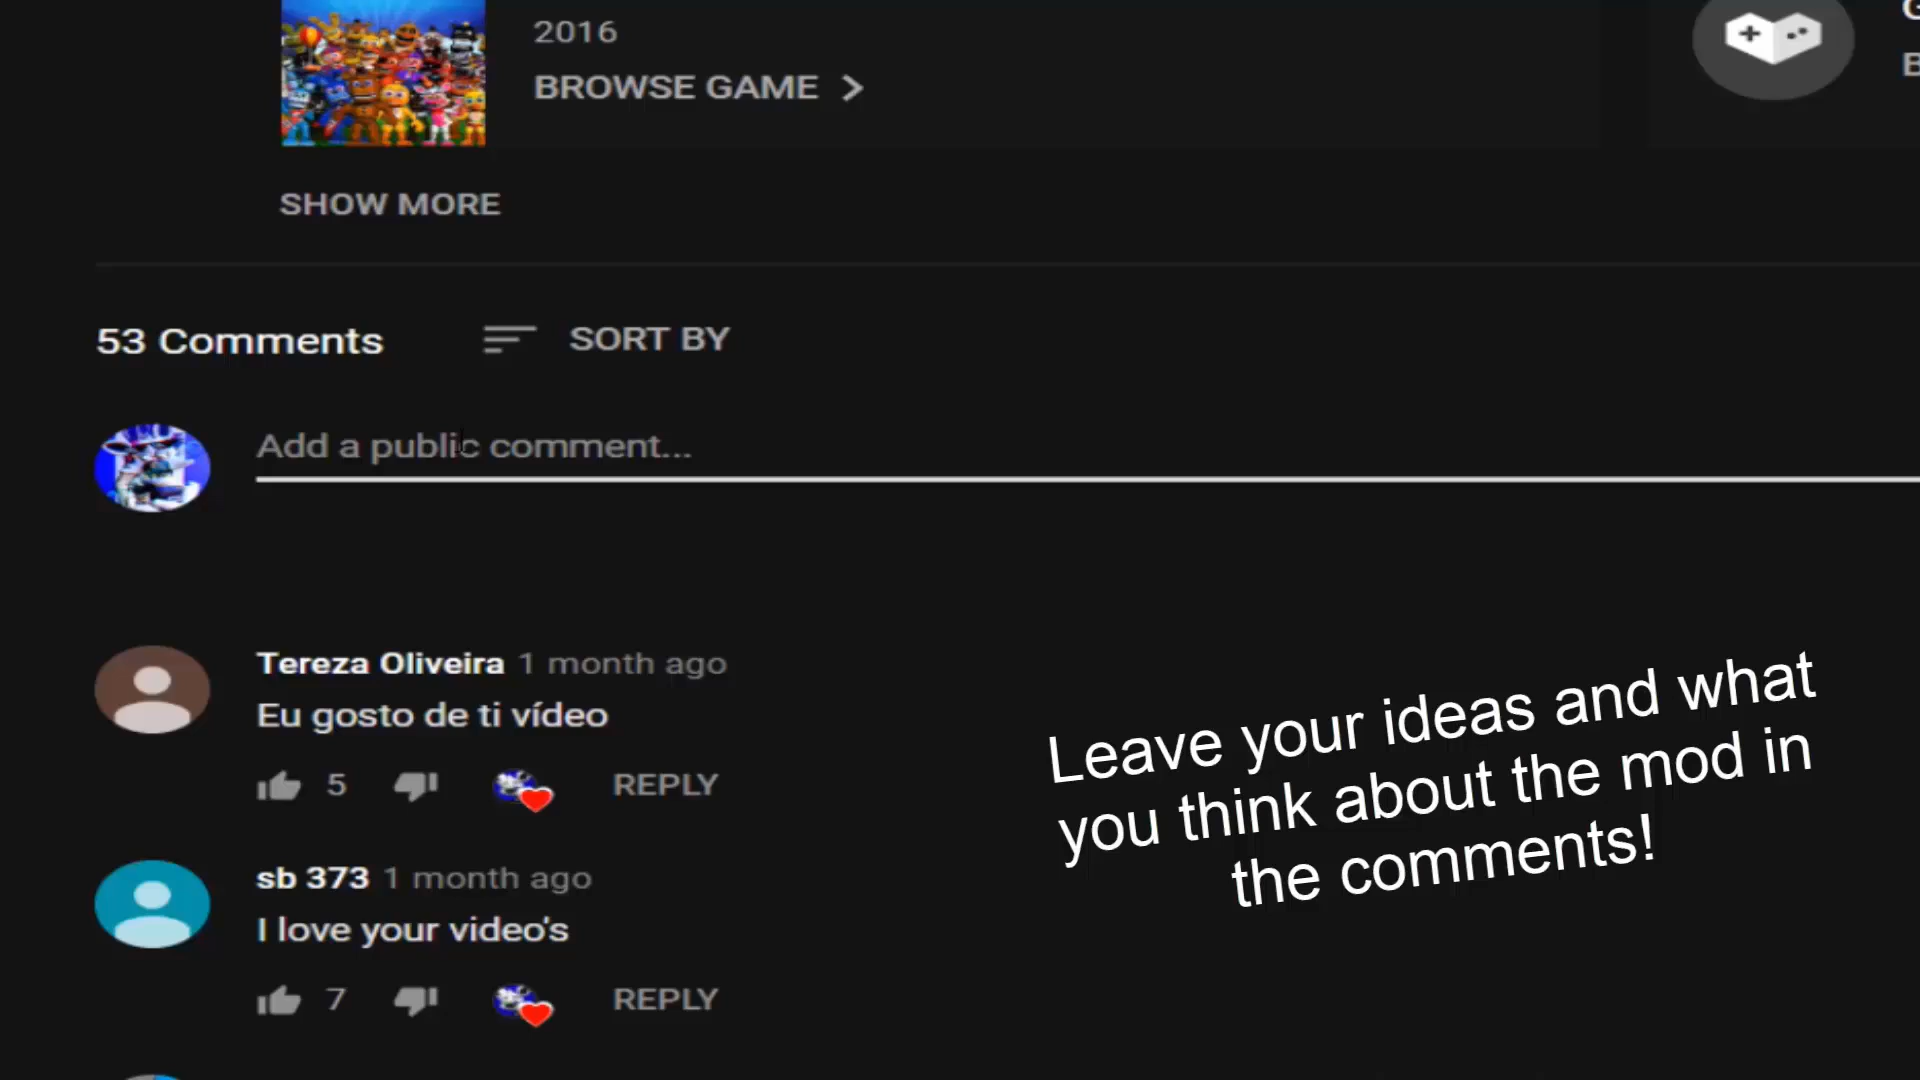 2016
BROWSE GAME
SHOW MORE
53 Comments
SORT BY
Add a public comment...
Tereza Oliveira 1 month ago
Eu gosto de ti vídeo
5
REPLY
sb 373 1 month ago
I love your video's
7
REPLY
Leave your ideas and what
you think about the mod in
the comments!